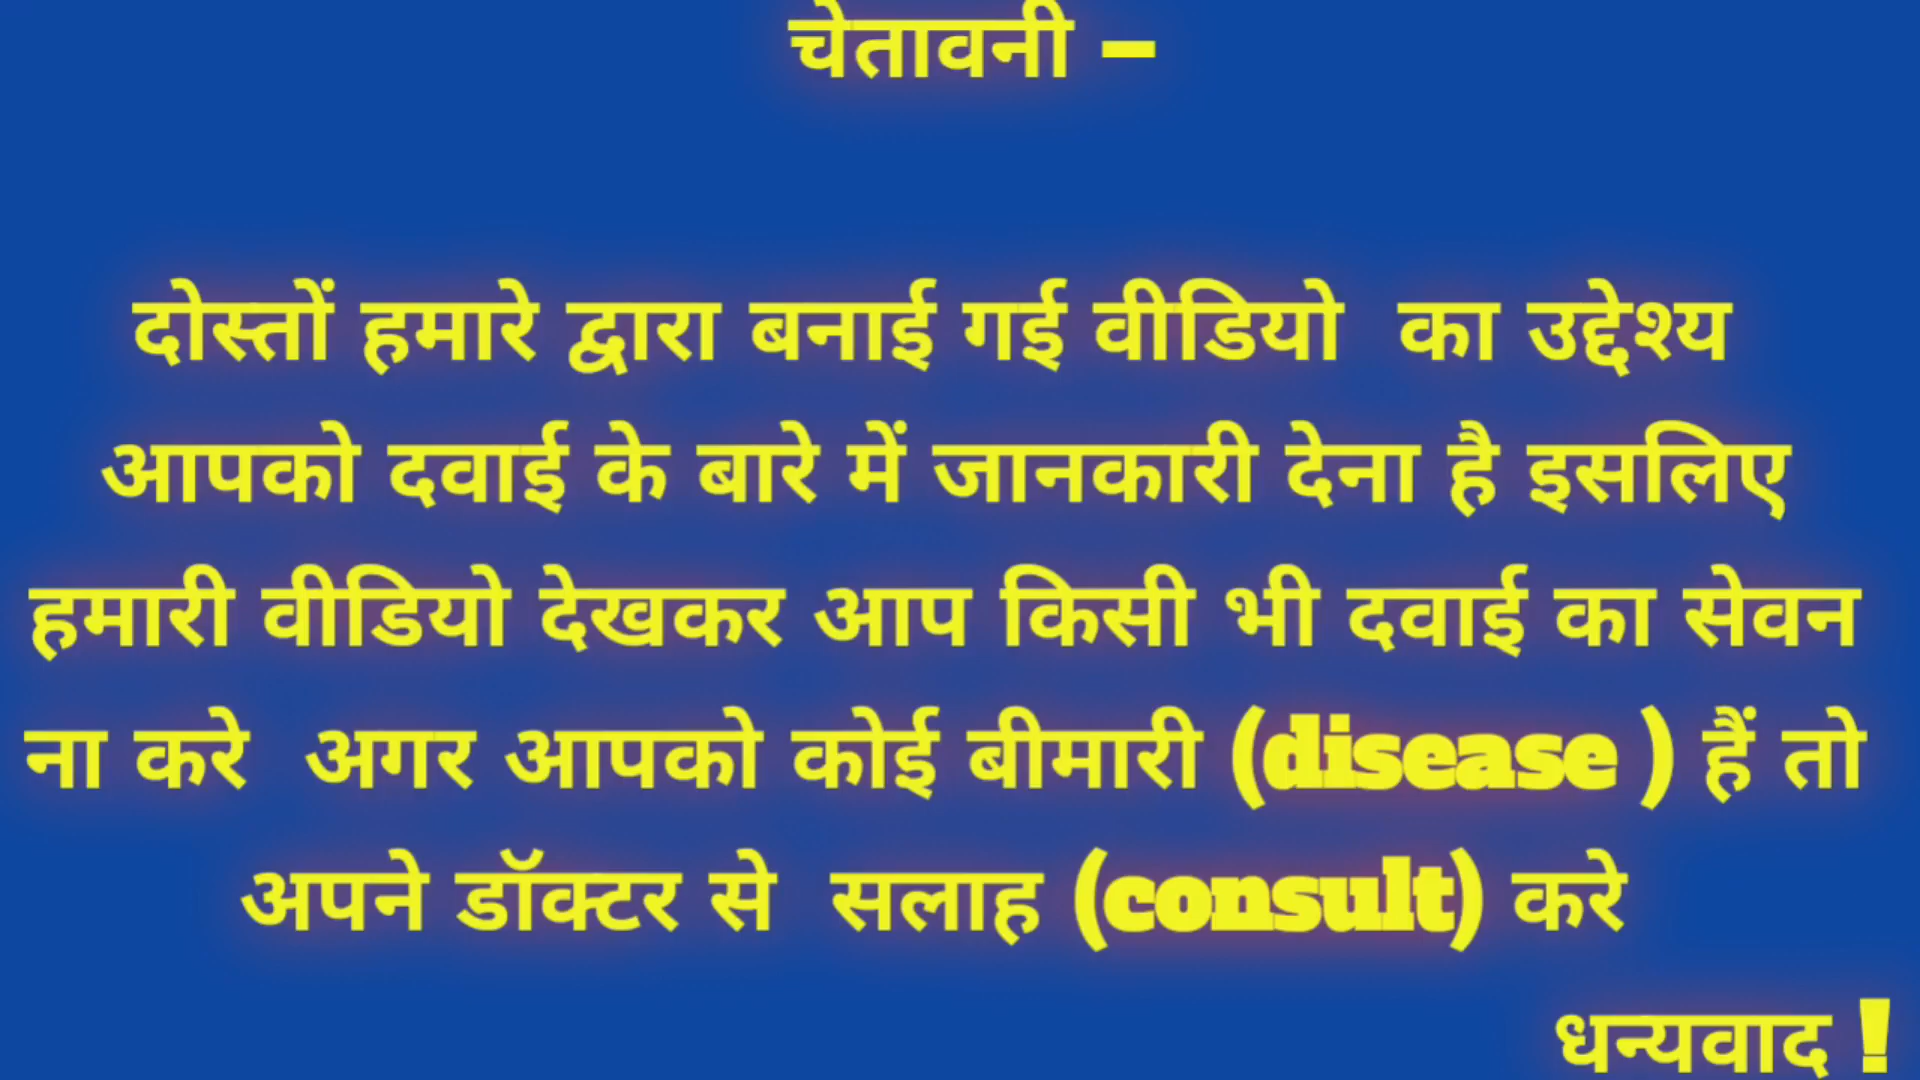 चेतावनी –
दोस्तों हमारे द्वारा बनाई गई वीडियो का उद्देश्य
आपको दवाई के बारे में जानकारी देना है इसलिए
हमारी वीडियो देखकर आप किसी भी दवाई का सेवन
ना करे अगर आपको कोई बीमारी (disease ) हैं तो
अपने डॉक्टर से सलाह (consult) करे
धन्यवाद !